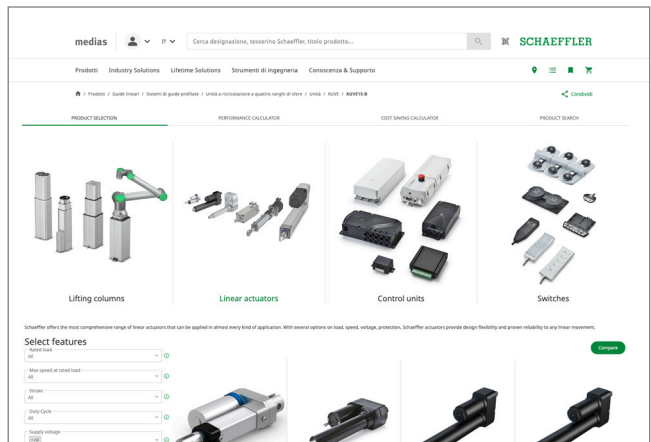 medias
IT
Cerca designazione, tesserino Schaeffler, titolo prodotto...
SCHAEFFLER
Prodotti Industry Solutions Lifetime Solutions Strumenti di ingegneria Conoscenza & Supporto
/ Prodotti / Guide lineari / Sistemi di guide profilate / Unità a ricircolazione a quattro ranghi di sfere / Unità / KUVE / KUVE15-B
Condividi
PRODUCT SELECTION PERFORMANCE CALCULATOR COST SAVING CALCULATOR PRODUCT SEARCH
Lifting columns Linear actuators Control units Switches
Schaeffler offers the most comprehensive range of linear actuators that can be applied in almost every kind of application. With several options on load, speed, voltage, protection, Schaeffler actuators provide design flexibility and proven reliability to any linear movement.
Select features
Compare
Rated load
All
Max speed at rated load
All
Stroke
All
Duty Cycle
All
Supply voltage
× All